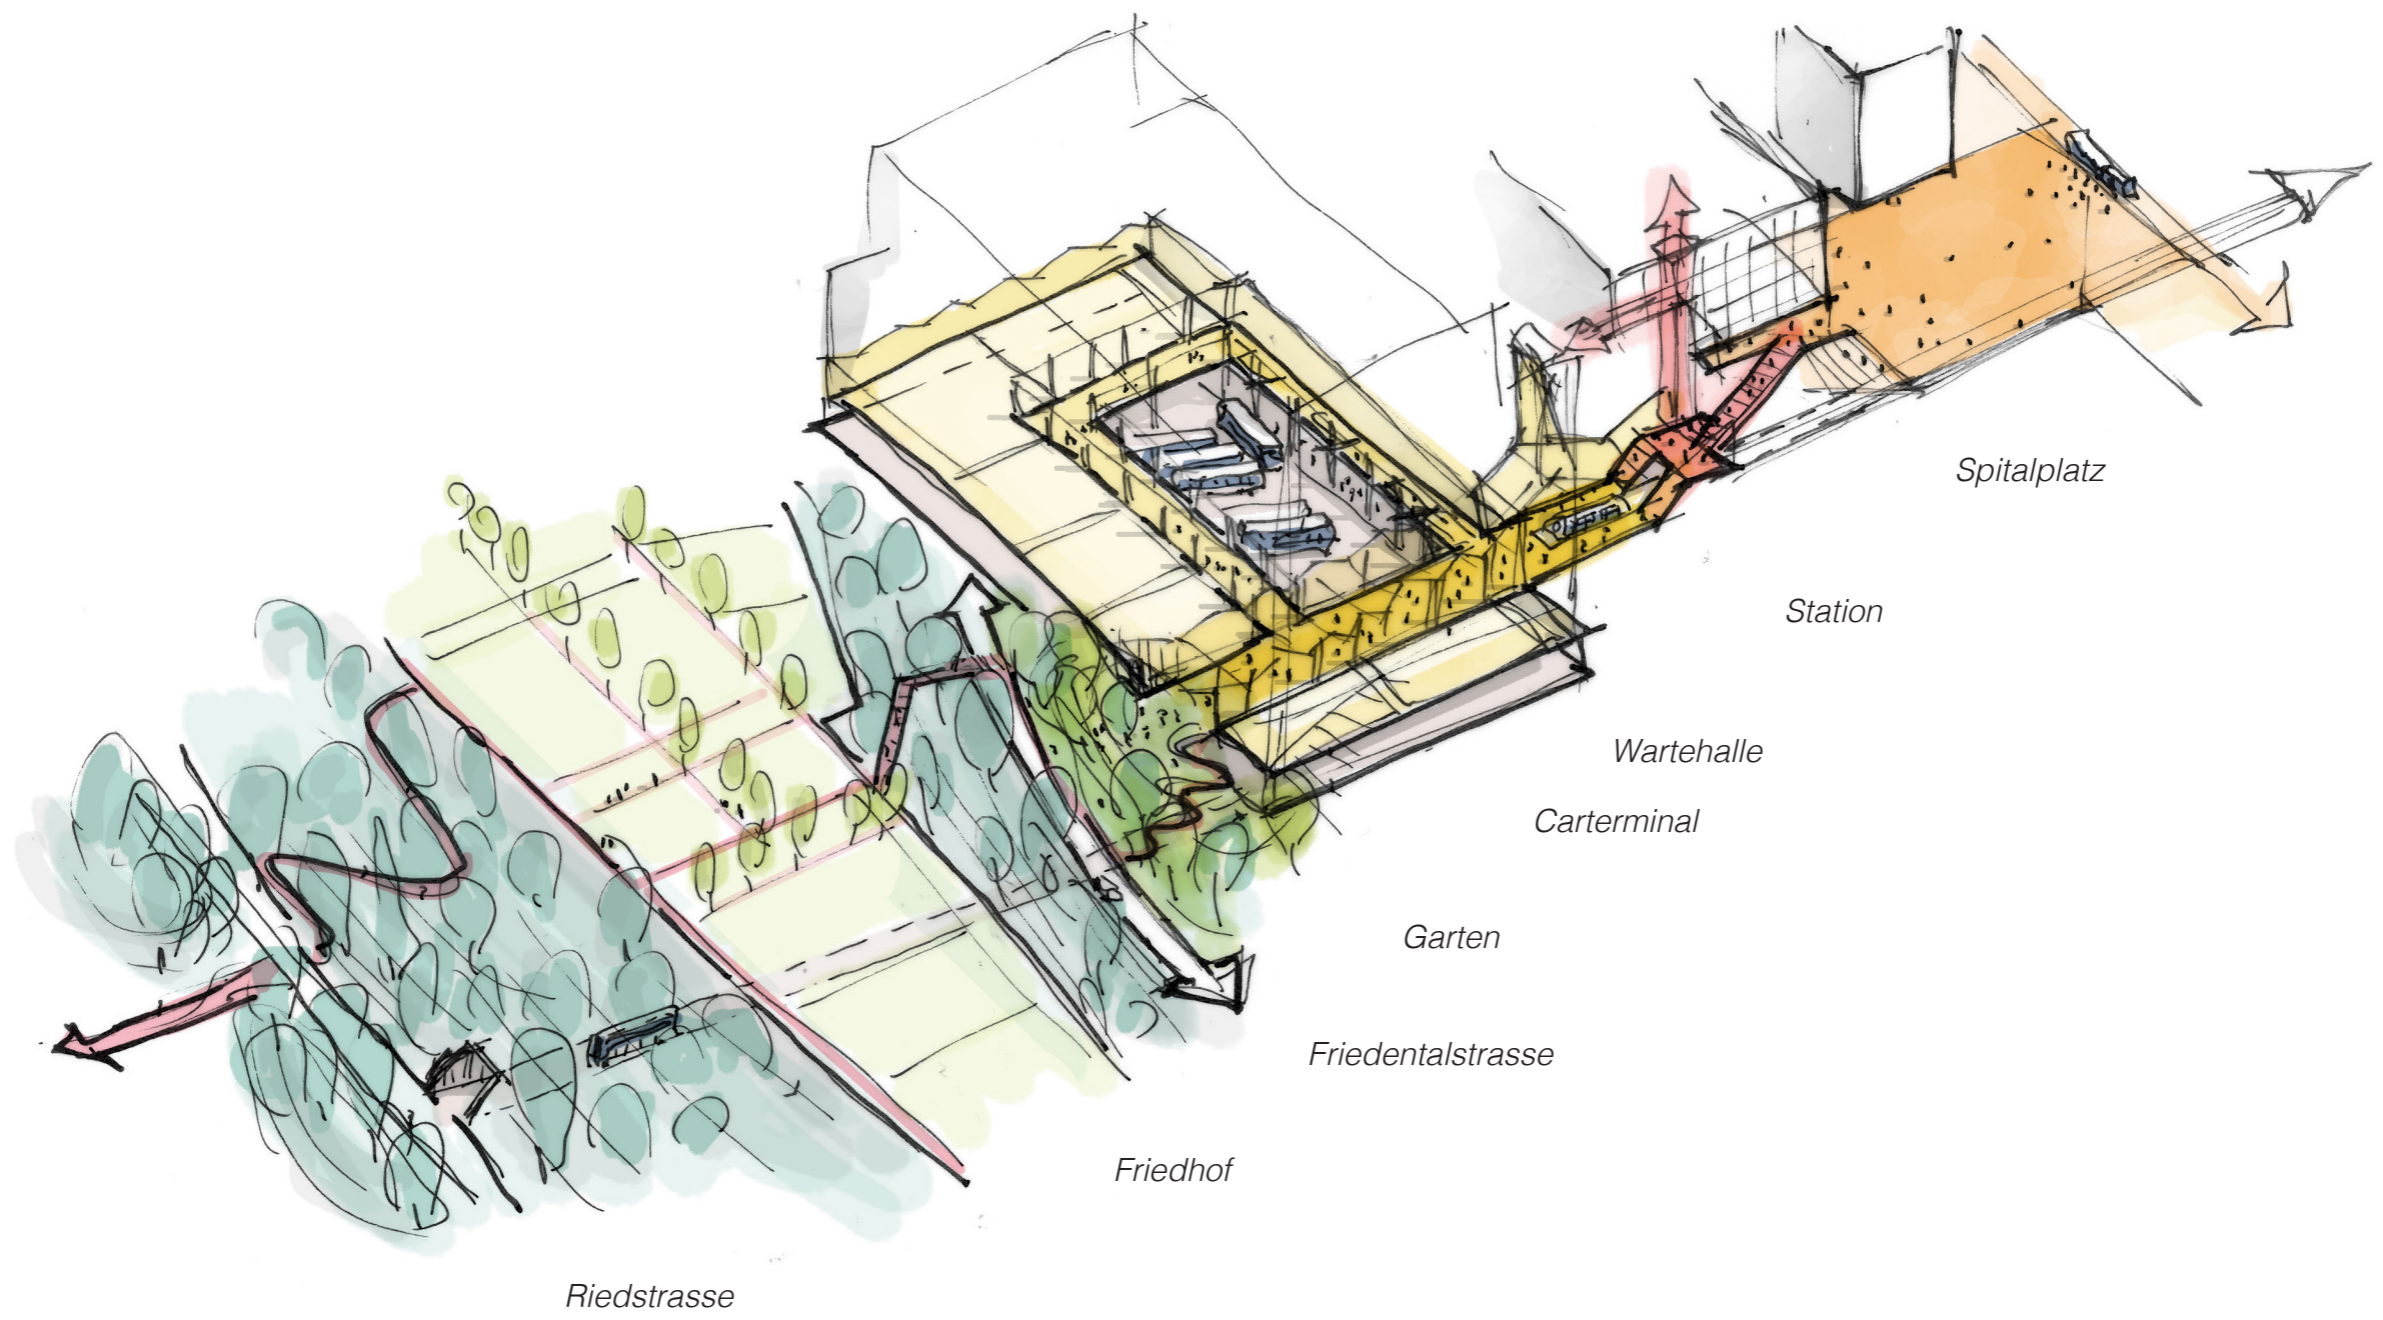 Spitalplatz
Station
Wartehalle
Carterminal
Garten
Friedentalstrasse
Friedhof
Riedstrasse